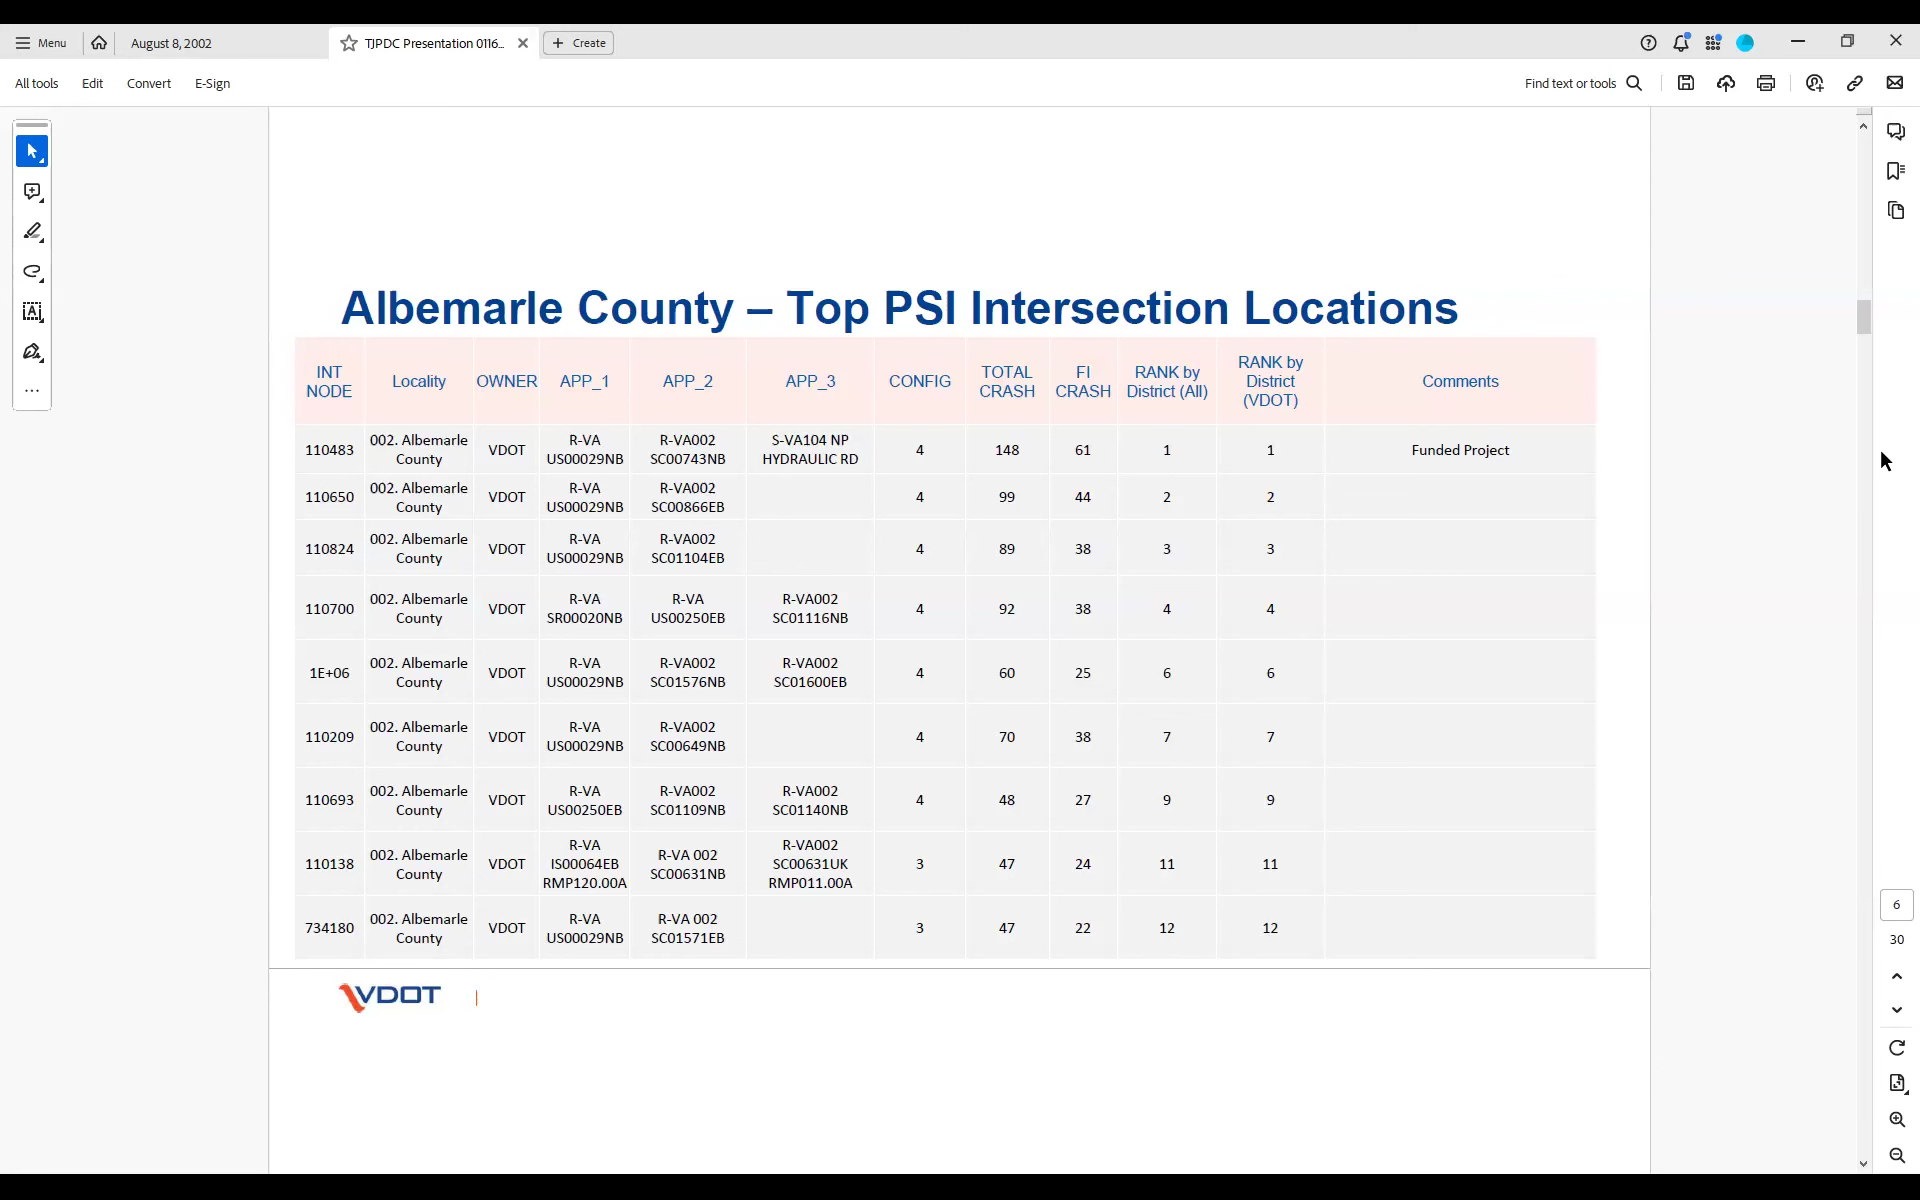 Menu
August 8, 2002
TJPDC Presentation 0116...
Create
All tools
Edit
Convert
E-Sign
Find text or tools
Albemarle County – Top PSI Intersection Locations
INT NODE Locality OWNER APP_1 APP_2 APP_3 CONFIG TOTAL CRASH FI CRASH RANK by District (All) RANK by District (VDOT) Comments
110483 002. Albemarle County VDOT R-VA US00029NB R-VA002 SC00743NB S-VA104 NP HYDRAULIC RD 4 148 61 1 1 Funded Project
110650 002. Albemarle County VDOT R-VA US00029NB R-VA002 SC00866EB 4 99 44 2 2
110824 002. Albemarle County VDOT R-VA US00029NB R-VA002 SC01104EB 4 89 38 3 3
110700 002. Albemarle County VDOT R-VA SR00020NB R-VA US00250EB R-VA002 SC01116NB 4 92 38 4 4
1E+06 002. Albemarle County VDOT R-VA US00029NB R-VA002 SC01576NB R-VA002 SC01600EB 4 60 25 6 6
110209 002. Albemarle County VDOT R-VA US00029NB R-VA002 SC00649NB 4 70 38 7 7
110693 002. Albemarle County VDOT R-VA US00250EB R-VA002 SC01109NB R-VA002 SC01140NB 4 48 27 9 9
110138 002. Albemarle County VDOT R-VA IS00064EB RMP120.00A R-VA 002 SC00631NB R-VA002 SC00631UK RMP011.00A 3 47 24 11 11
734180 002. Albemarle County VDOT R-VA US00029NB R-VA 002 SC01571EB 3 47 22 12 12
VDOT
6
30